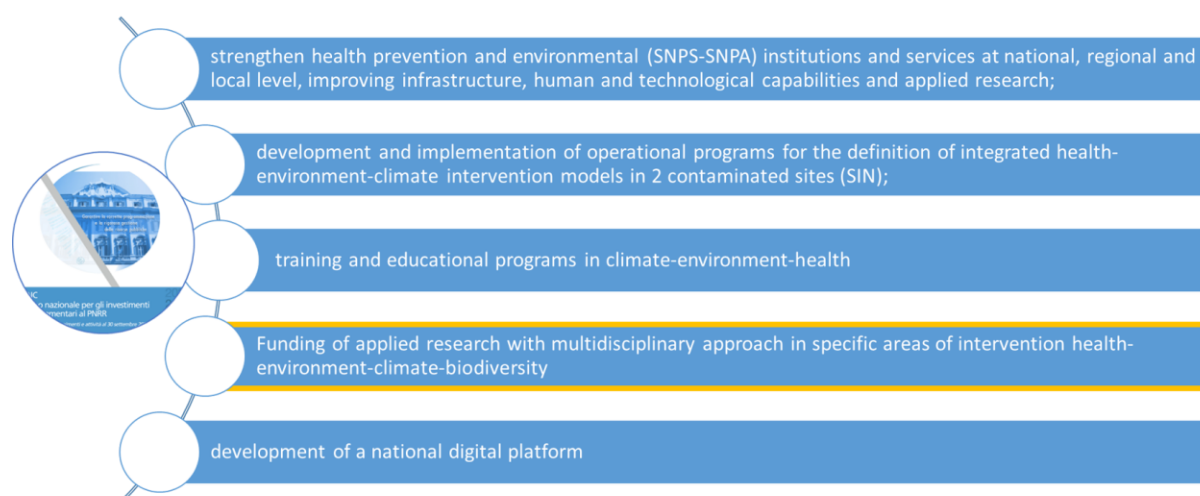 strengthen health prevention and environmental (SNPS-SNPA) institutions and services at national, regional and
local level, improving infrastructure, human and technological capabilities and applied research;
development and implementation of operational programs for the definition of integrated health-
environment-climate intervention models in 2 contaminated sites (SIN);
training and educational programs in climate-environment-health
Funding of applied research with multidisciplinary approach in specific areas of intervention health-
environment-climate-biodiversity
development of a national digital platform
nazionale per gli investimenti
mentari al PNRR